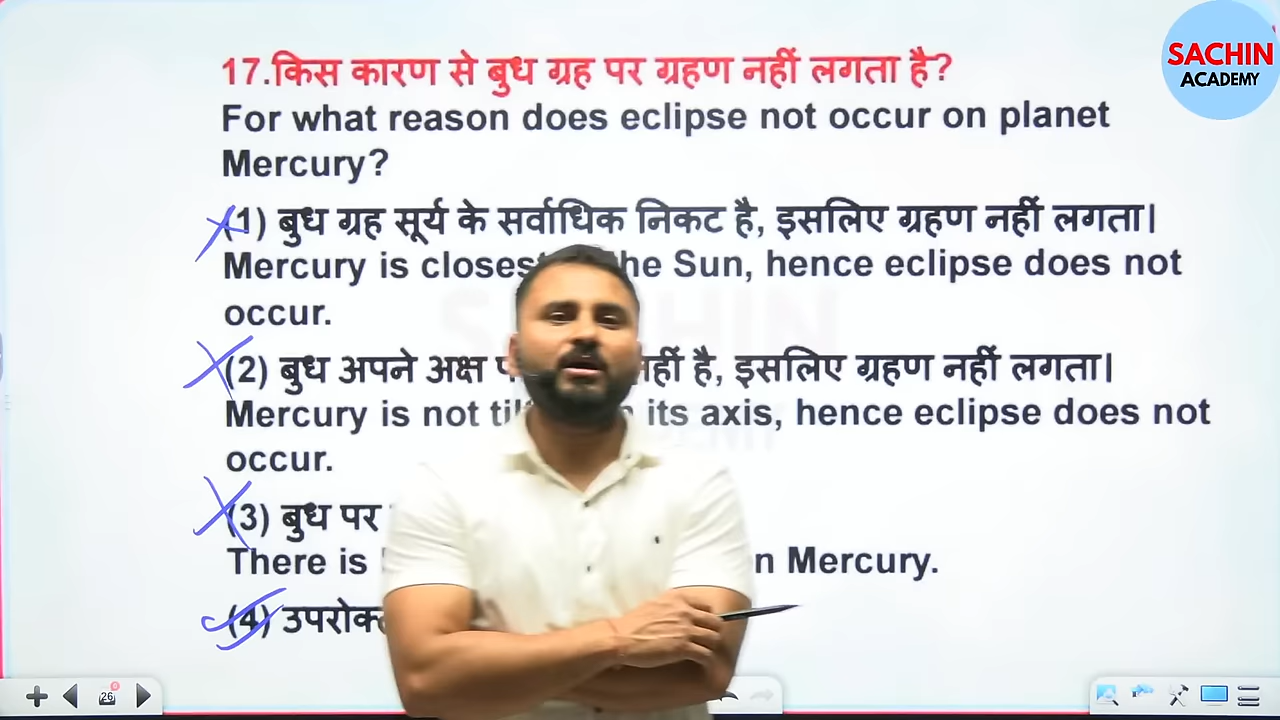 SACHIN
ACADEMY
17.किस कारण से बुध ग्रह पर ग्रहण नहीं लगता है?
For what reason does eclipse not occur on planet
Mercury?
(1) बुध ग्रह सूर्य के सर्वाधिक निकट है, इसलिए ग्रहण नहीं लगता।
Mercury is closest the Sun, hence eclipse does not
occur.
(2) बुध अपने अक्ष है, इसलिए ग्रहण नहीं लगता।
Mercury is not its axis, hence eclipse does not
occur.
(3) बुध पर
There is Mercury.
(4)
26